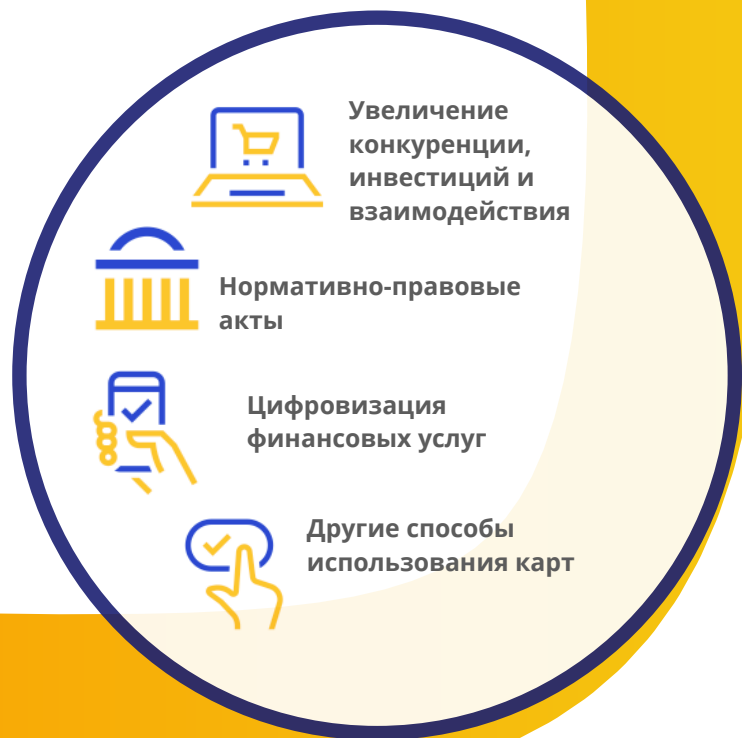 Увеличение
конкуренции,
инвестиций и
взаимодействия
Нормативно-правовые
акты
Цифровизация
финансовых услуг
Другие способы
использования карт